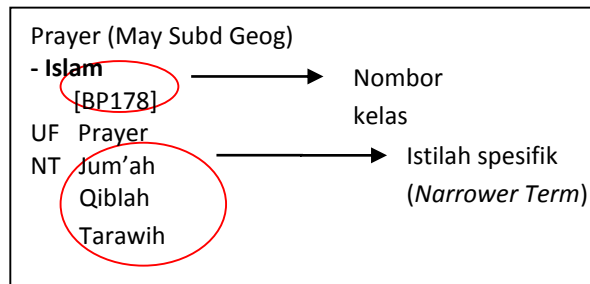 Prayer (May Subd Geog)
- Islam
[BP178]
UF Prayer
NT Jum’ah
Qiblah
Tarawih
Nombor
kelas
Istilah spesifik
(Narrower Term)